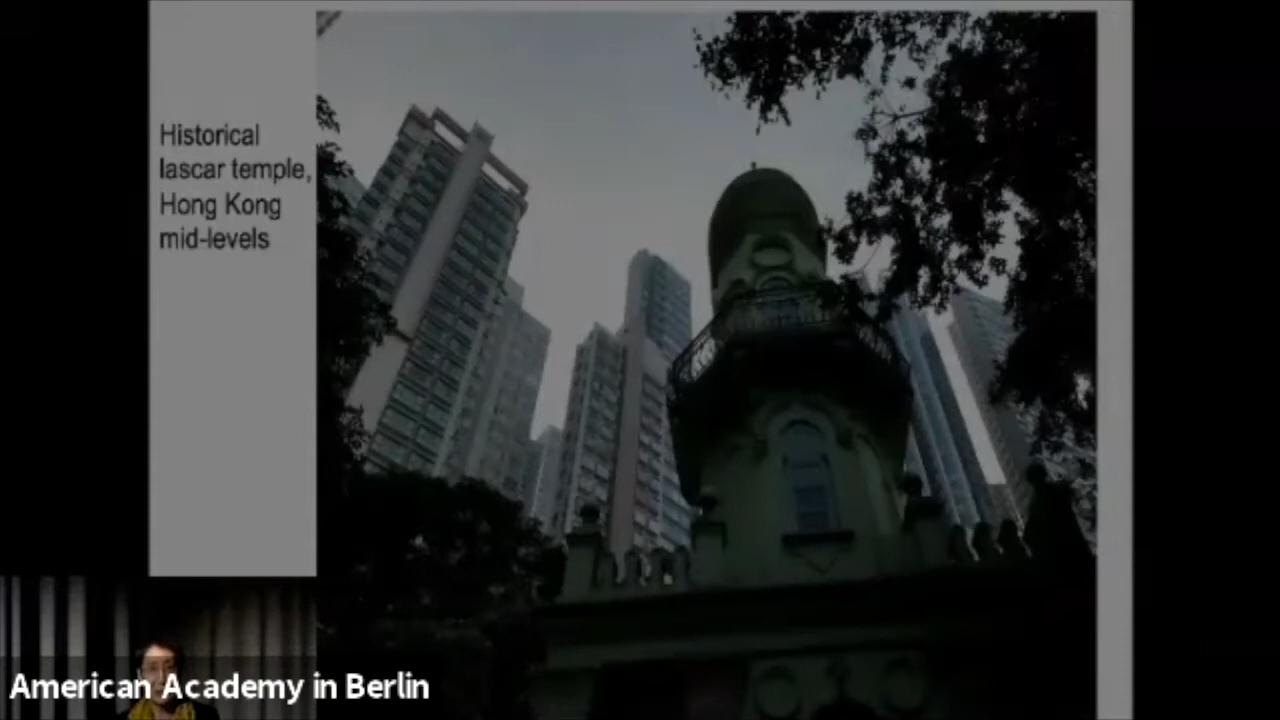 Historical
lascar temple,
Hong Kong
mid-levels
American Academy in Berlin